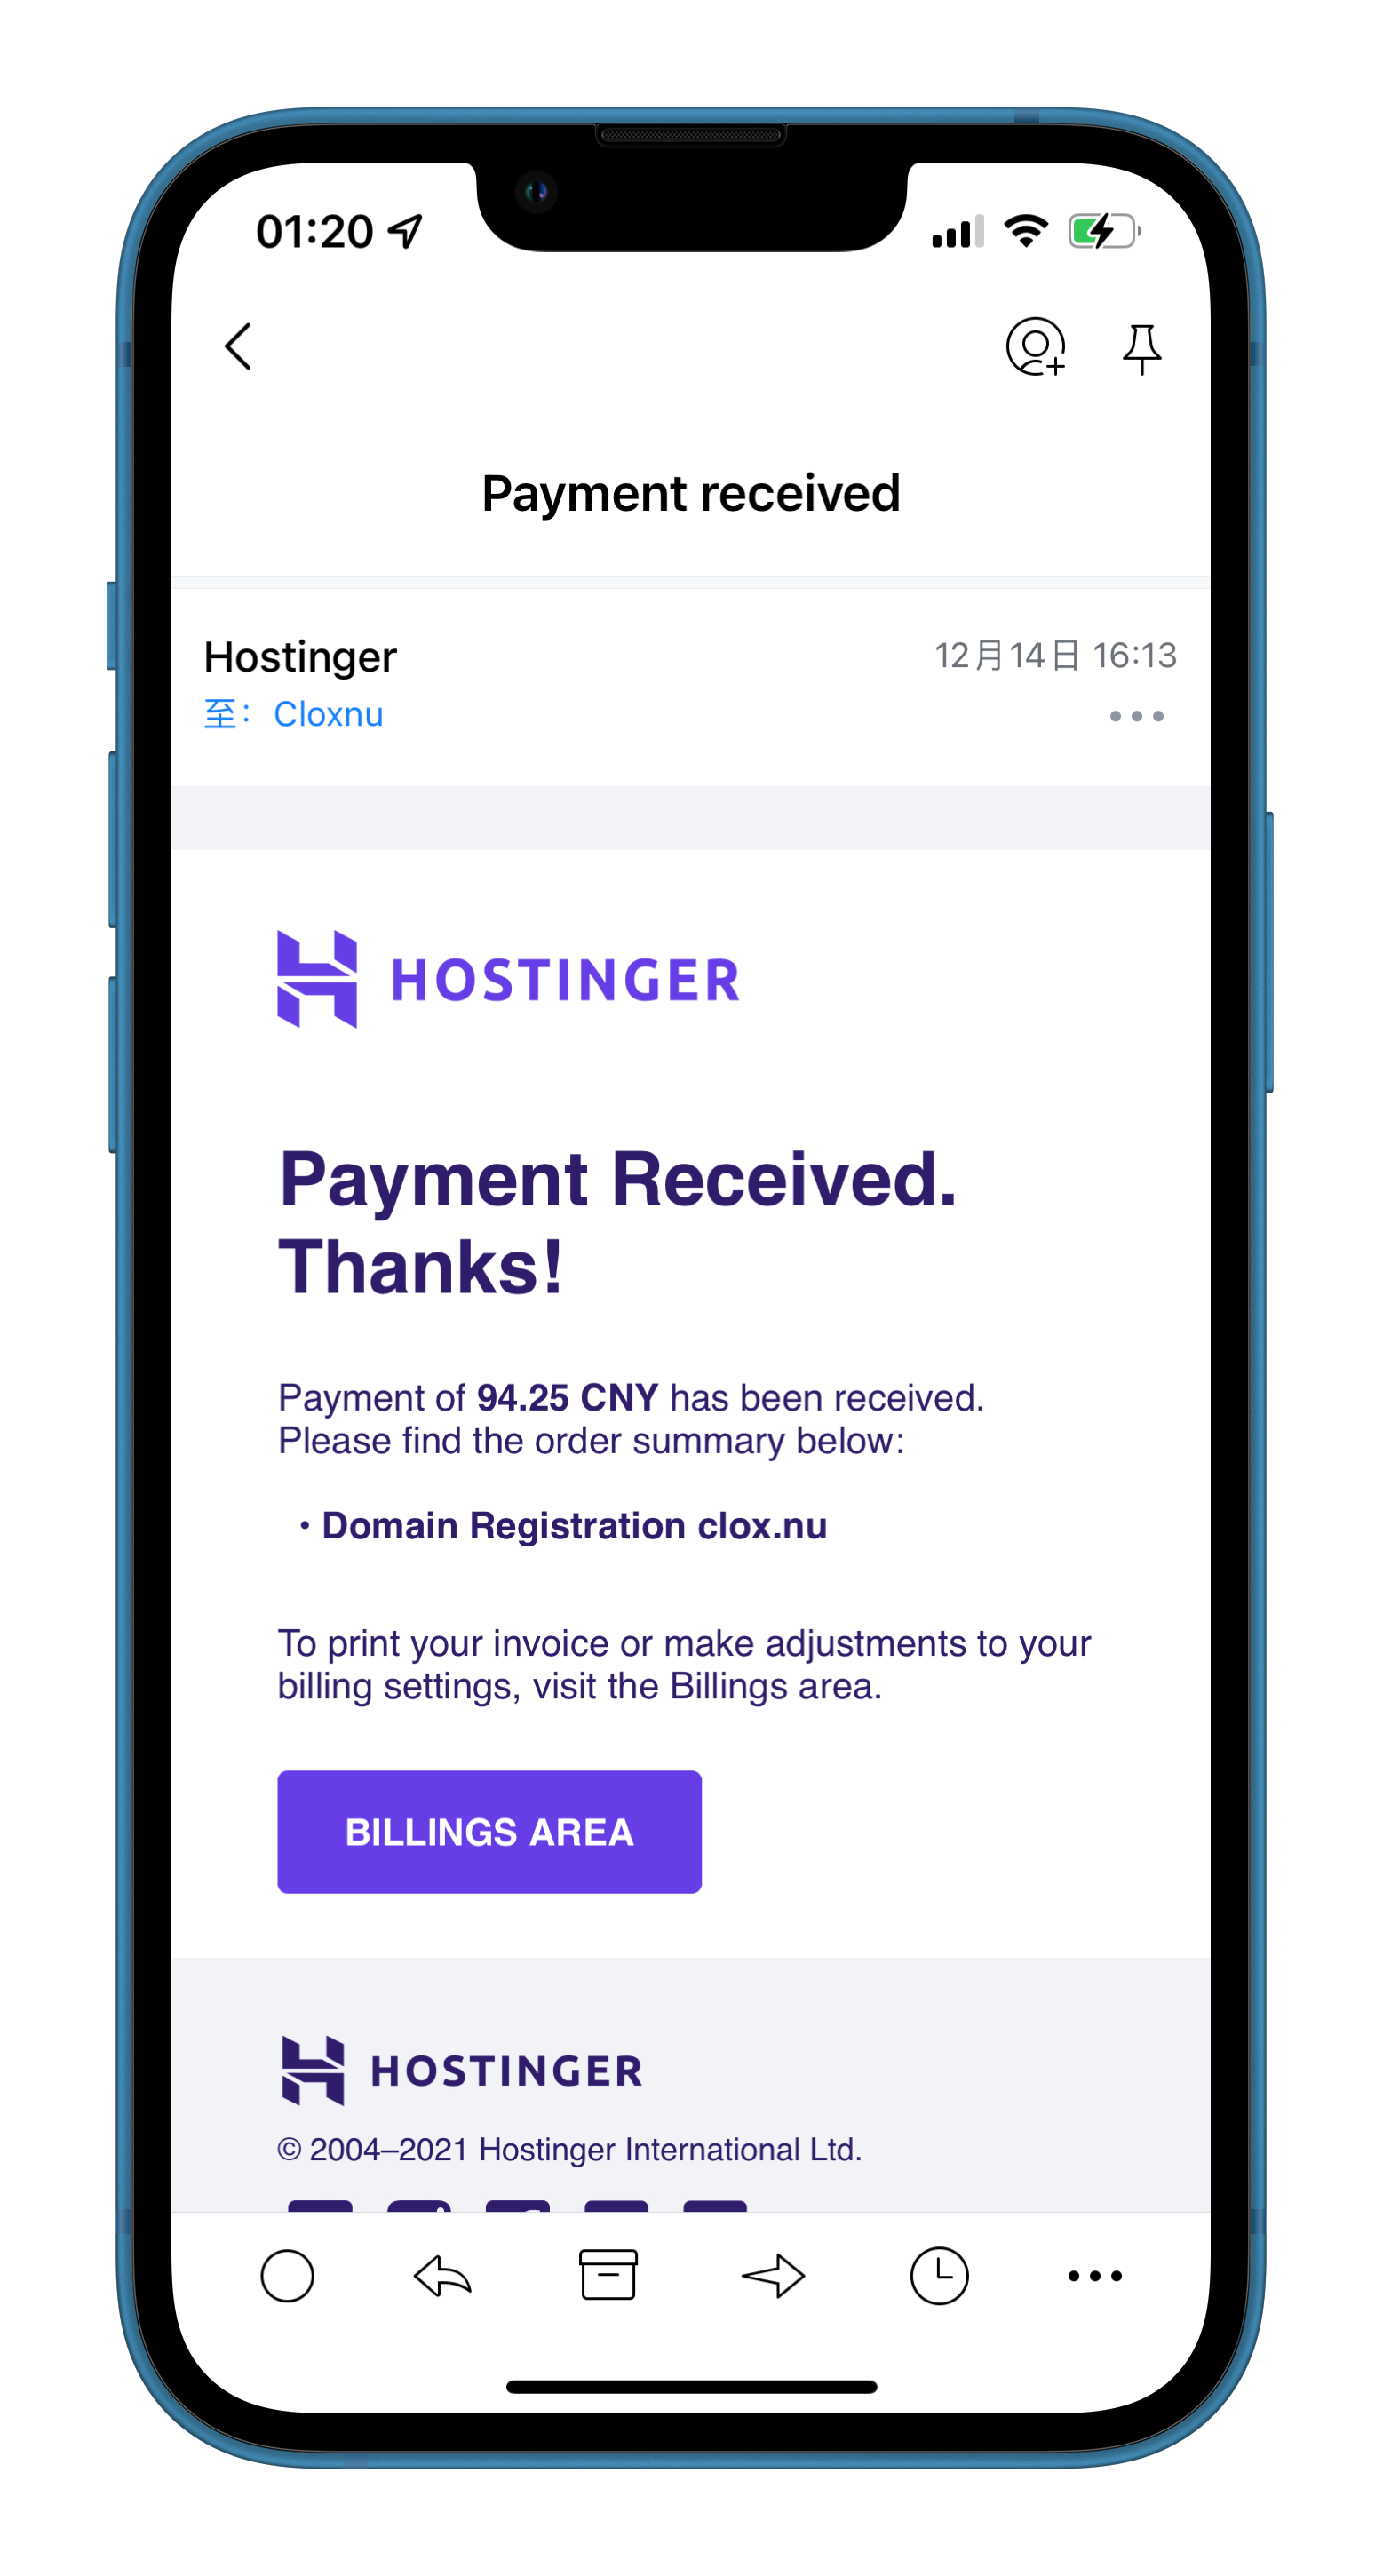 01:20
Payment received
Hostinger
12月14日 16:13
至： Cloxnu
HOSTINGER
Payment Received.
Thanks!
Payment of 94.25 CNY has been received.
Please find the order summary below:
• Domain Registration clox.nu
To print your invoice or make adjustments to your
billing settings, visit the Billings area.
BILLINGS AREA
HOSTINGER
© 2004–2021 Hostinger International Ltd.